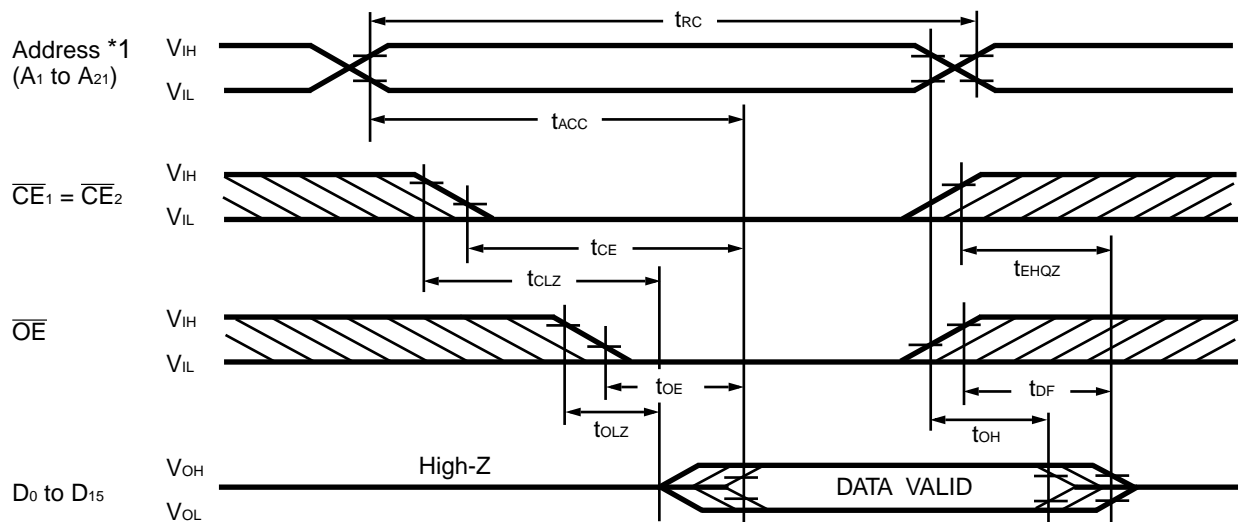 tRC
Address *1
(A1 to A21)
VIH
VIL
tACC
CE1 = CE2
VIH
VIL
tCE
tEHQZ
tCLZ
OE
VIH
VIL
tOE
tDF
tOLZ
tOH
D0 to D15
VOH
VOL
High-Z
DATA VALID